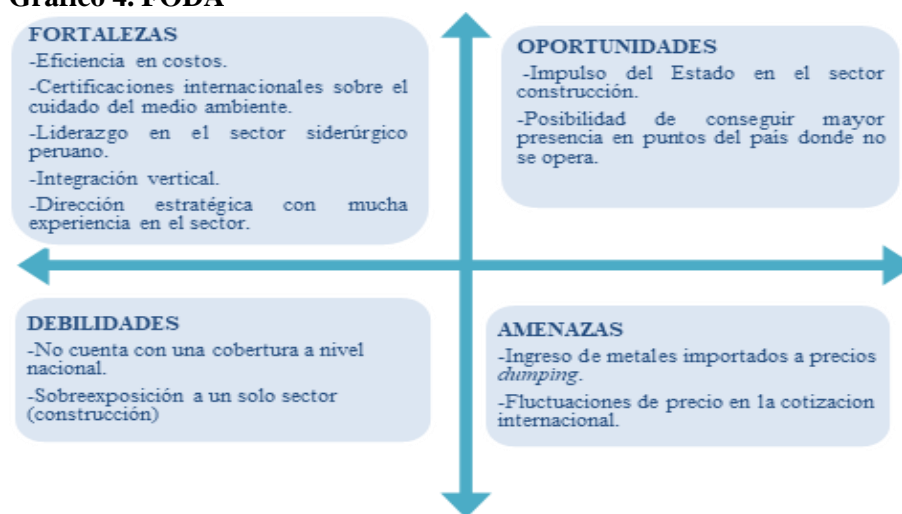 Gráfico 4. FODA
FORTALEZAS
-Eficiencia en costos.
-Certificaciones internacionales sobre el
cuidado del medio ambiente.
-Liderazgo en el sector siderúrgico
peruano.
-Integración vertical.
-Dirección estratégica con mucha
experiencia en el sector.
OPORTUNIDADES
-Impulso del Estado en el sector
construcción.
-Posibilidad de conseguir mayor
presencia en puntos del país donde no
se opera.
DEBILIDADES
-No cuenta con una cobertura a nivel
nacional.
-Sobreexposición a un solo sector
(construcción)
AMENAZAS
-Ingreso de metales importados a precios
dumping.
-Fluctuaciones de precio en la cotizacion
internacional.